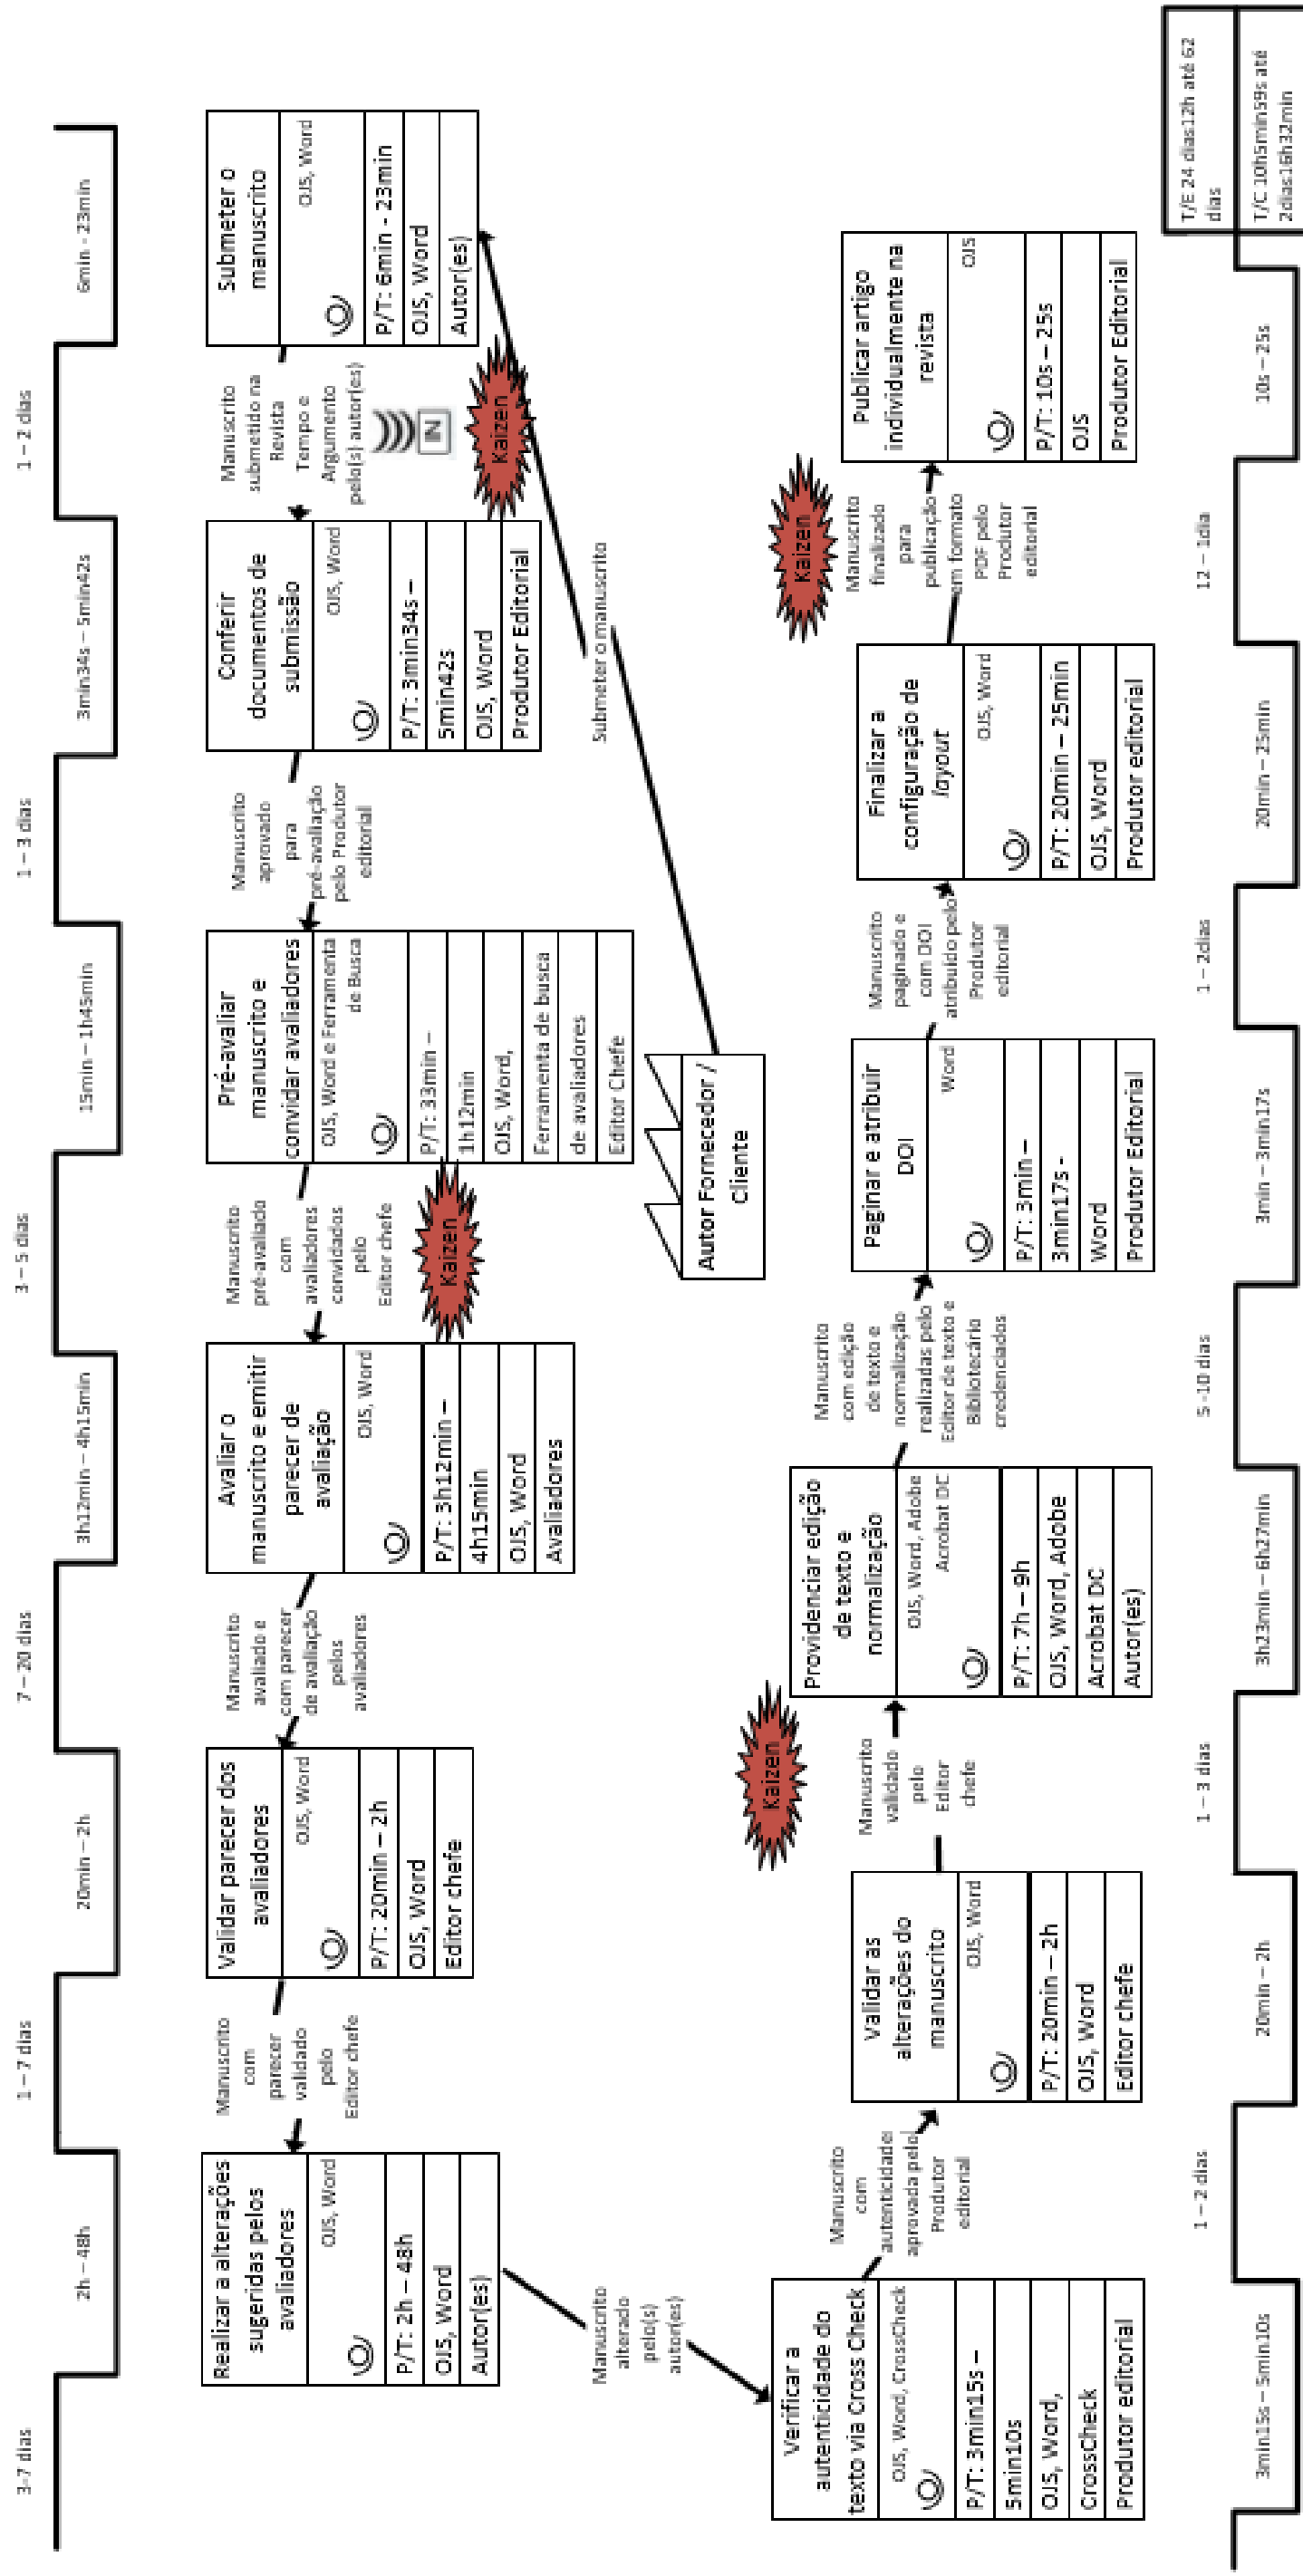 3-7 dias
1 – 7 dias
7 – 20 dias
3 – 5 dias
1 – 3 dias
1 – 2 dias
2h – 48h
20min – 2h
3h12min – 4h15min
15min – 1h45min
3min34s – 5min42s
6min - 23min
Realizar a alterações
sugeridas pelos
avaliadores
OJS, Word
P/T: 2h – 48h
OJS, Word
Autor(es)
Manuscrito
com
parecer
validado
pelo
Editor chefe
Validar parecer dos
avaliadores
OJS, Word
P/T: 20min – 2h
OJS, Word
Editor chefe
Manuscrito
avaliado e
com parecer
de avaliação
pelos
avaliadores
Avaliar o
manuscrito e emitir
parecer de
avaliação
OJS, Word
P/T: 3h12min –
4h15min
OJS, Word
Avaliadores
Manuscrito
pré-avaliado
com
avaliadores
convidados
pelo
Editor chefe
Kaizen
Pré-avaliar
manuscrito e
convidar avaliadores
OJS, Word e Ferramenta
de Busca
P/T: 33min –
1h12min
OJS, Word,
Ferramenta de busca
de avaliadores
Editor Chefe
Manuscrito
aprovado
para
pré-avaliação
pelo Produtor
editorial
Conferir
documentos de
submissão
OJS, Word
P/T: 3min34s –
5min42s
OJS, Word
Produtor Editorial
Manuscrito
submetido na
Revista
Tempo e
Argumento
pelo(s) autor(es)
IN
Kaizen
Submeter o
manuscrito
OJS, Word
P/T: 6min - 23min
OJS, Word
Autor(es)
Manuscrito
alterado
pelo(s)
autor(es)
Autor Fornecedor /
Cliente
Submeter o manuscrito
Verificar a
autenticidade do
texto via Cross Check
OJS, Word, CrossCheck
P/T: 3min15s –
5min10s
OJS, Word,
CrossCheck
Produtor editorial
Manuscrito
com
autenticidade
aprovada pelo
Produtor
editorial
Validar as
alterações do
manuscrito
OJS, Word
P/T: 20min – 2h
OJS, Word
Editor chefe
Kaizen
Manuscrito
validado
pelo
Editor
chefe
Providenciar edição
de texto e
normalização
OJS, Word, Adobe
Acrobat DC
P/T: 7h – 9h
OJS, Word, Adobe
Acrobat DC
Autor(es)
Manuscrito
com edição
de texto e
normalização
realizadas pelo
Editor de texto e
Bibliotecário
credenciados
Paginar e atribuir
DOI
Word
P/T: 3min –
3min17s -
Word
Produtor Editorial
Manuscrito
paginado e
com DOI
atribuído pelo
Produtor
editorial
Finalizar a
configuração de
layout
OJS, Word
P/T: 20min – 25min
OJS, Word
Produtor editorial
Kaizen
Manuscrito
finalizado
para
publicação
em formato
PDF pelo
Produtor
editorial
Publicar artigo
individualmente na
revista
OJS
P/T: 10s – 25s
OJS
Produtor Editorial
1 – 2 dias
1 – 3 dias
5 -10 dias
1 – 2dias
12 – 1dia
T/E 24 dias12h até 62
dias
3min15s – 5min10s
20min – 2h
3h23min – 6h27min
3min – 3min17s
20min – 25min
10s – 25s
T/C 10h5min59s até
2dias16h32min